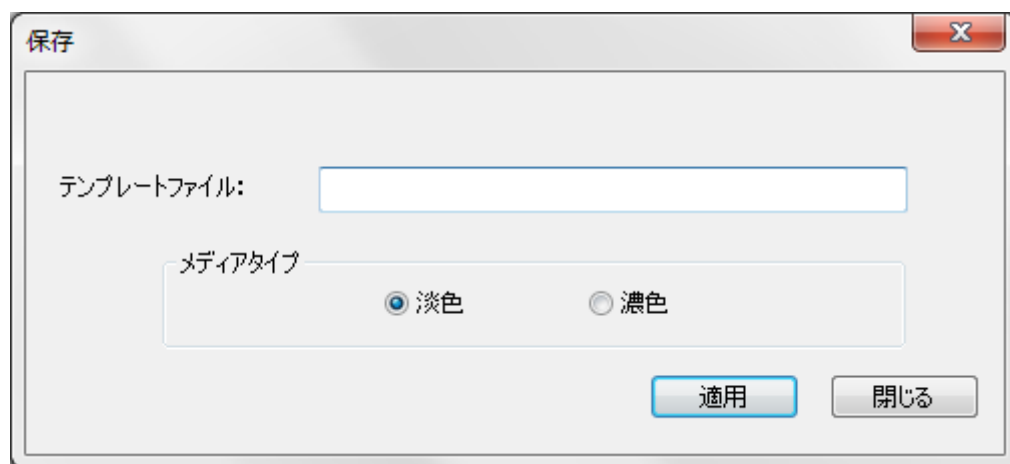 保存
テンプレートファイル:
メディアタイプ
淡色 濃色
適用 閉じる